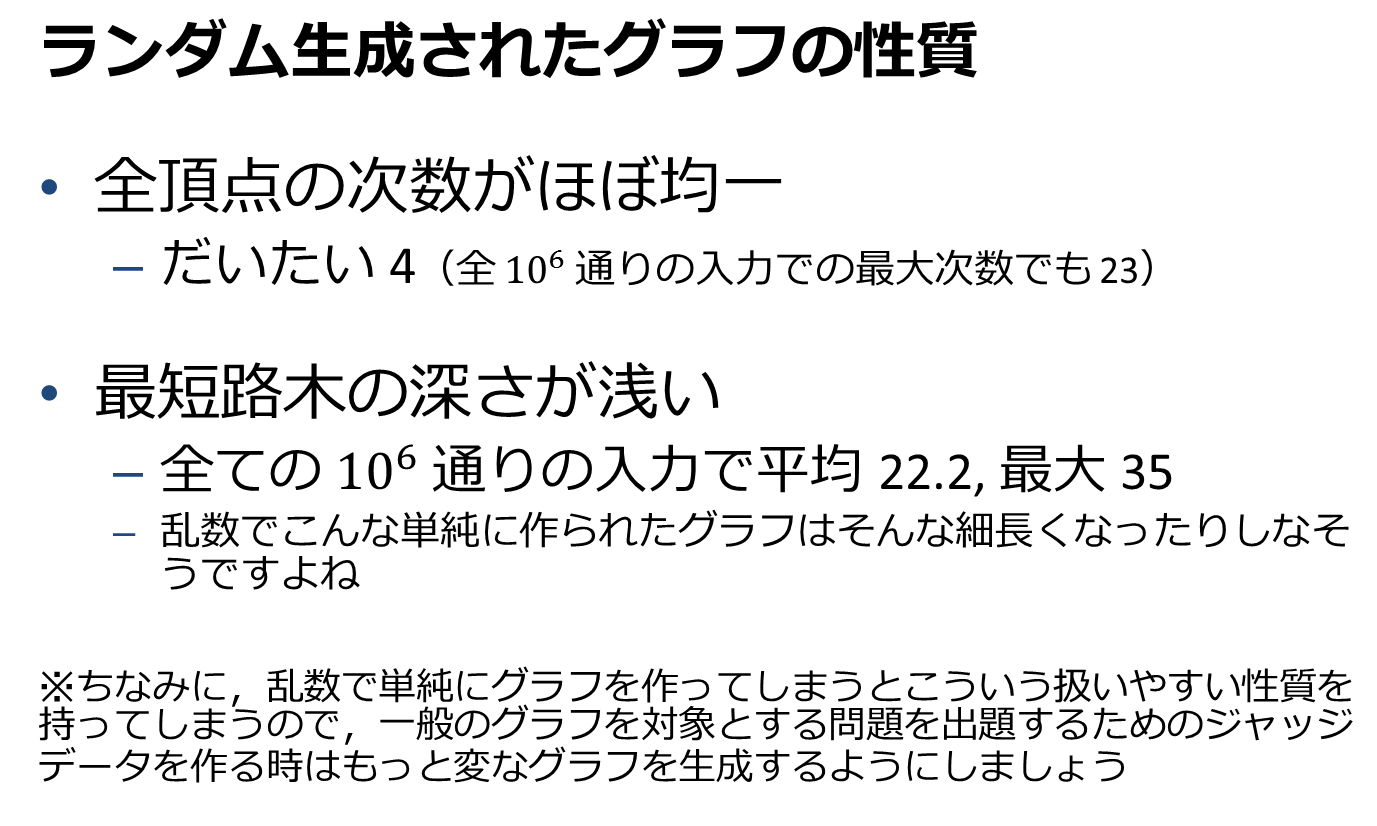 ランダム生成されたグラフの性質
• 全頂点の次数がほぼ均一
– だいたい 4（全 10⁶ 通りの入力での最大次数でも 23）
• 最短路木の深さが浅い
– 全ての 10⁶ 通りの入力で平均 22.2, 最大 35
– 乱数でこんな単純に作られたグラフはそんな細長くなったりしなそ
うですよね
※ちなみに，乱数で単純にグラフを作ってしまうとこういう扱いやすい性質を
持ってしまうので，一般のグラフを対象とする問題を出題するためのジャッジ
データを作る時はもっと変なグラフを生成するようにしましょう